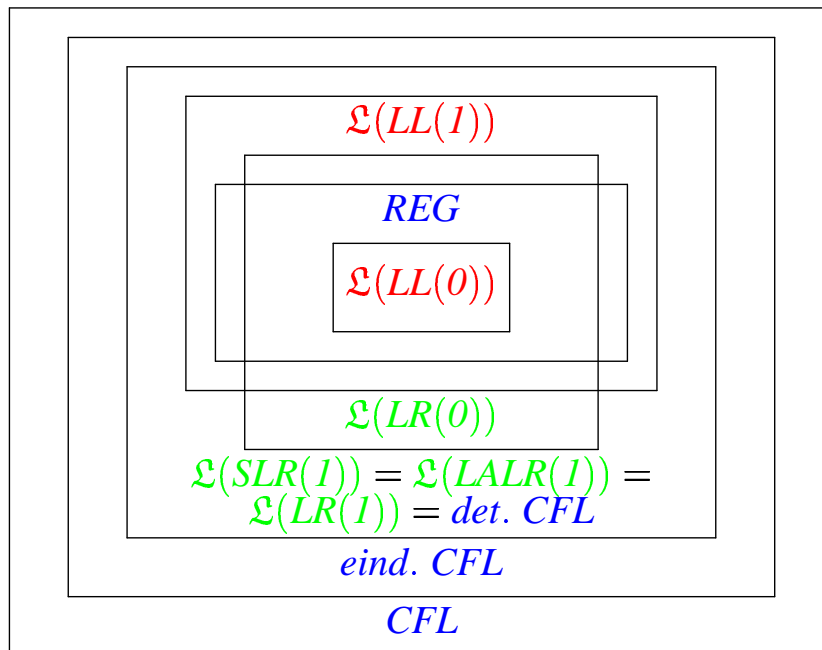 𝔏(LL(1))
REG
𝔏(LL(0))
𝔏(LR(0))
𝔏(SLR(1)) = 𝔏(LALR(1)) =
𝔏(LR(1)) = det. CFL
eind. CFL
CFL